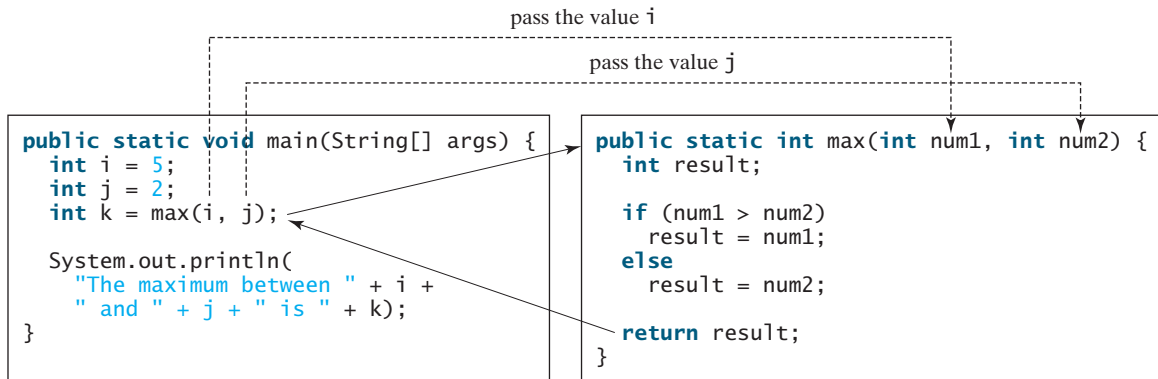 pass the value i
pass the value j
public static void main(String[] args) {
int i = 5;
int j = 2;
int k = max(i, j);
System.out.println(
"The maximum between " + i +
" and " + j + " is " + k);
}
public static int max(int num1, int num2) {
int result;
if (num1 > num2)
result = num1;
else
result = num2;
return result;
}